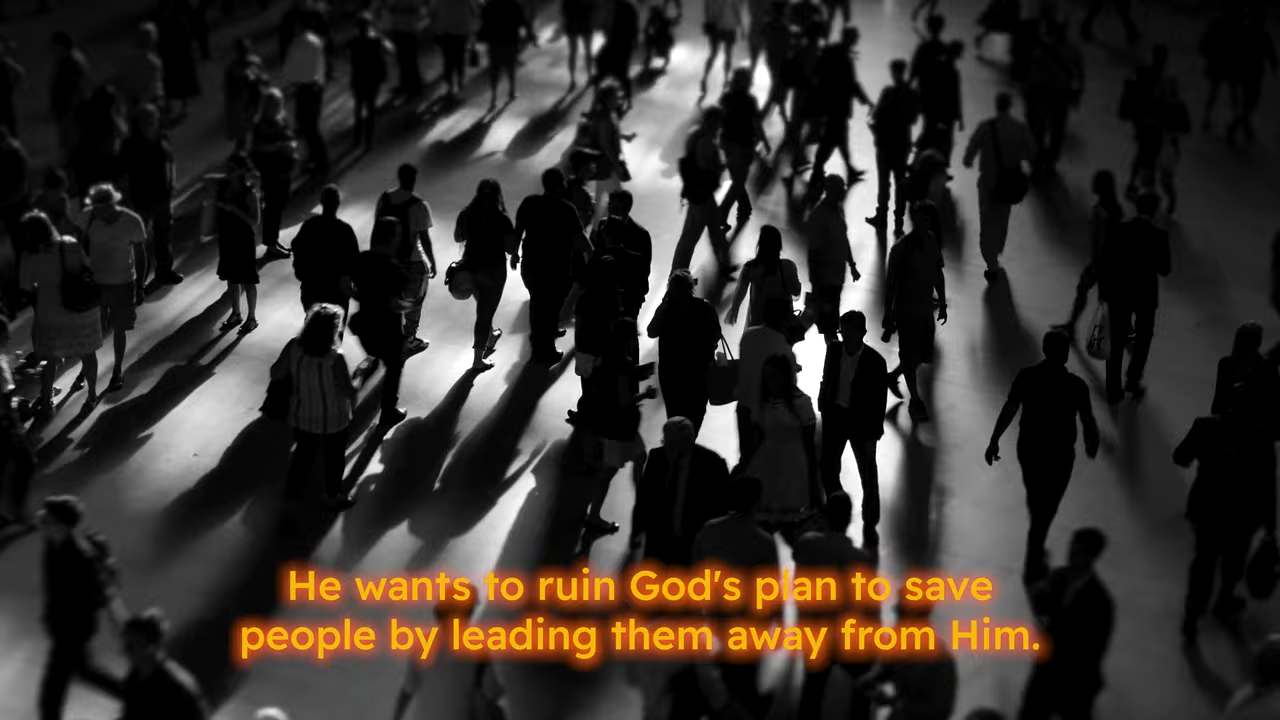 He wants to ruin God's plan to save
people by leading them away from Him.